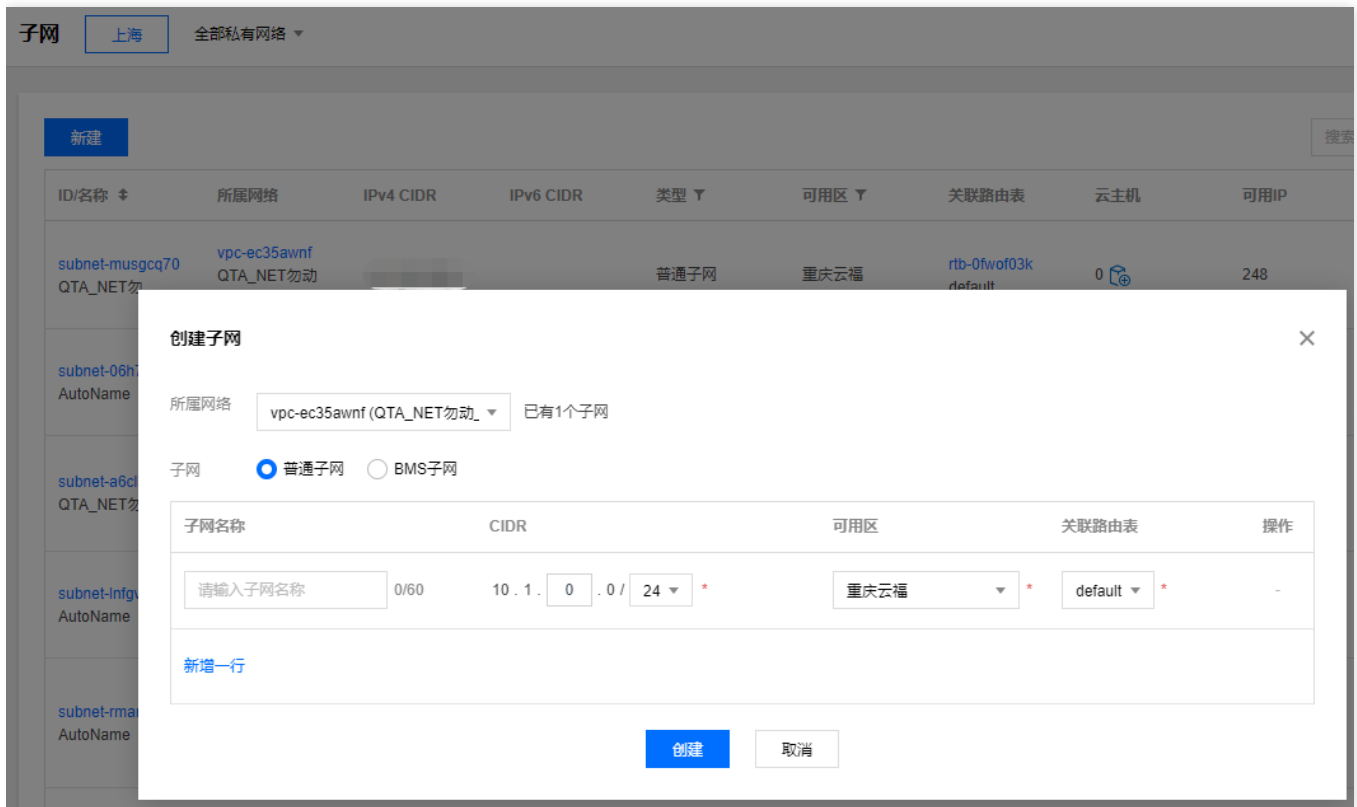 子网 上海 全部私有网络
新建 搜索
ID/名称 所属网络 IPv4 CIDR IPv6 CIDR 类型 可用区 关联路由表 云主机 可用IP
subnet-musgcq70 vpc-ec35awnf 普通子网 重庆云福 rtb-0fwof03k 0 248
QTA_NET勿 QTA_NET勿动 default
创建子网
subnet-06h
AutoName
所属网络 vpc-ec35awnf (QTA_NET勿动_ 已有1个子网
子网 普通子网 BMS子网
subnet-a6cl
QTA_NET勿
子网名称 CIDR 可用区 关联路由表 操作
请输入子网名称 0/60 10 . 1 . 0 . 0 / 24 * 重庆云福 * default * -
subnet-lnfgv
AutoName
新增一行
subnet-rmar
AutoName
创建 取消